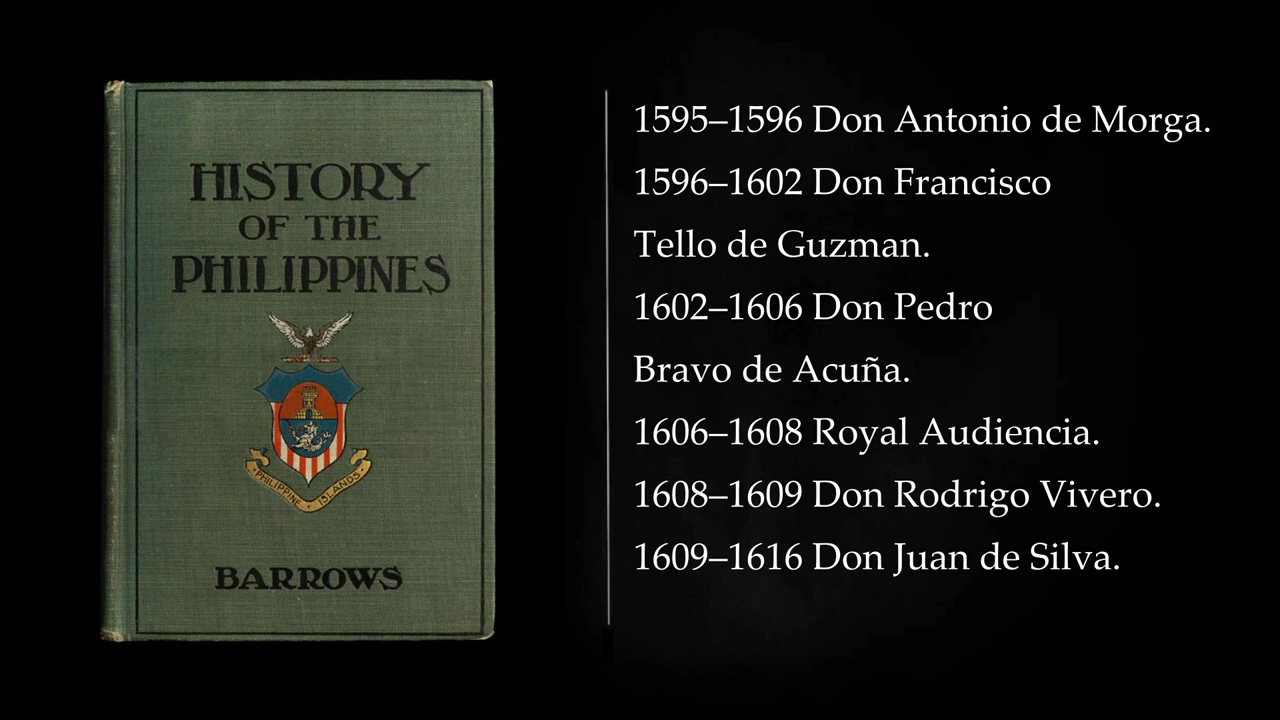 HISTORY
OF THE
PHILIPPINES
PHILIPPINE ISLANDS
BARROWS
1595–1596 Don Antonio de Morga.
1596–1602 Don Francisco
Tello de Guzman.
1602–1606 Don Pedro
Bravo de Acuña.
1606–1608 Royal Audiencia.
1608–1609 Don Rodrigo Vivero.
1609–1616 Don Juan de Silva.